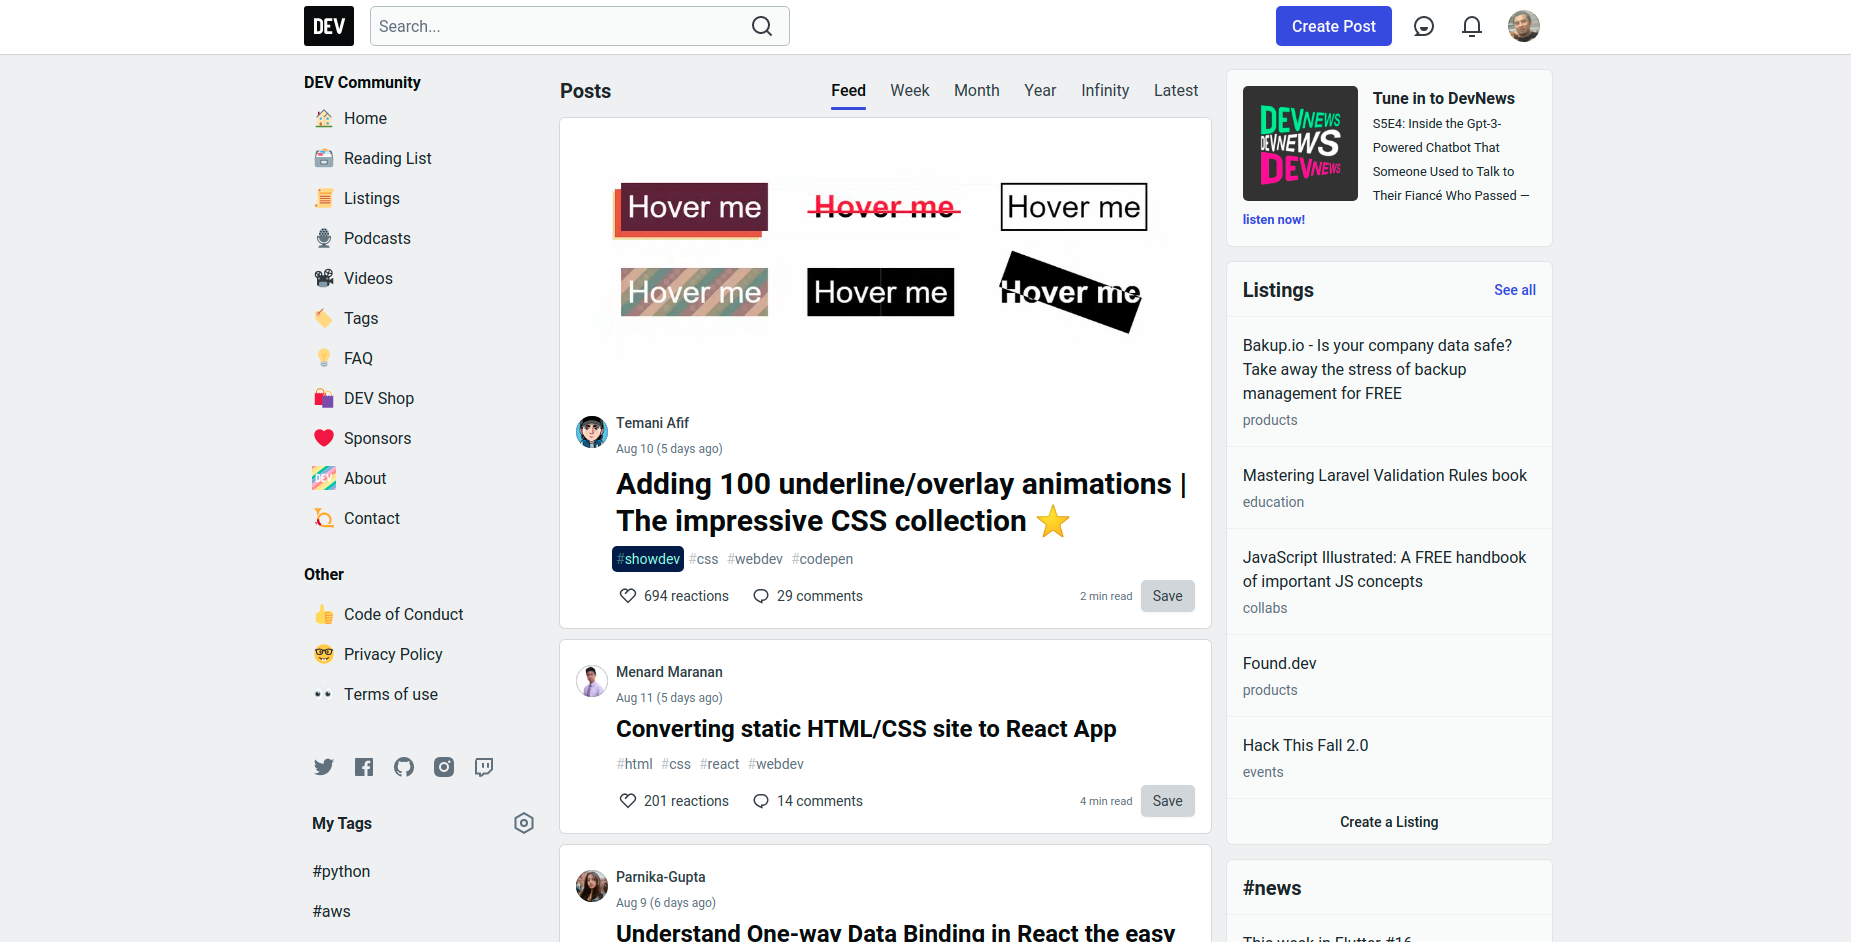 DEV
Search...
Create Post
DEV Community
Home
Reading List
Listings
Podcasts
Videos
Tags
FAQ
DEV Shop
Sponsors
DEV
About
Contact
Other
Code of Conduct
Privacy Policy
Terms of use
My Tags
#python
#aws
Posts
Feed Week Month Year Infinity Latest
Hover me Hover me Hover me
Hover me Hover me Hover me
Temani Afif
Aug 10 (5 days ago)
Adding 100 underline/overlay animations |
The impressive CSS collection ⭐
#showdev #css #webdev #codepen
694 reactions 29 comments 2 min read Save
Menard Maranan
Aug 11 (5 days ago)
Converting static HTML/CSS site to React App
#html #css #react #webdev
201 reactions 14 comments 4 min read Save
Parnika-Gupta
Aug 9 (6 days ago)
Understand One-way Data Binding in React the easy
DEVNEWS
DEVNEWS
DEVNEWS
Tune in to DevNews
S5E4: Inside the Gpt-3-
Powered Chatbot That
Someone Used to Talk to
Their Fiancé Who Passed —
listen now!
Listings See all
Bakup.io - Is your company data safe?
Take away the stress of backup
management for FREE
products
Mastering Laravel Validation Rules book
education
JavaScript Illustrated: A FREE handbook
of important JS concepts
collabs
Found.dev
products
Hack This Fall 2.0
events
Create a Listing
#news
This week in Flutter #16